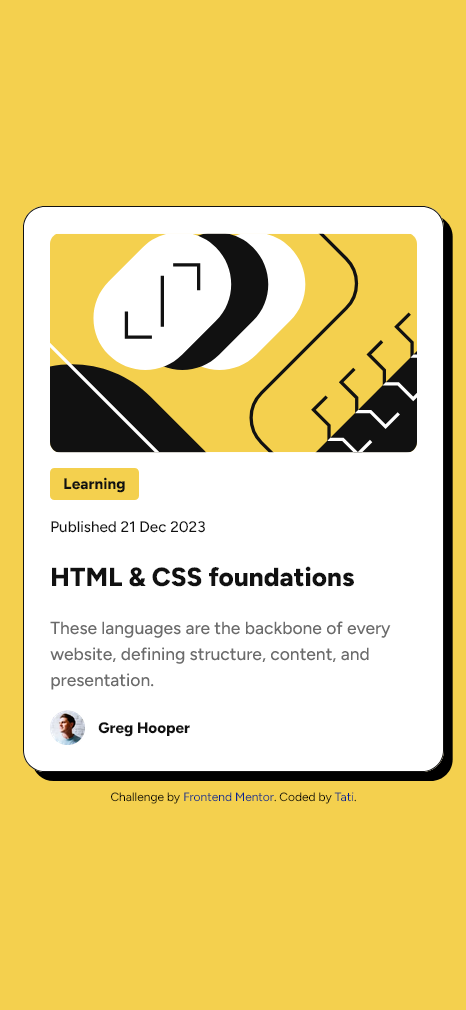 Learning
Published 21 Dec 2023
HTML & CSS foundations
These languages are the backbone of every
website, defining structure, content, and
presentation.
Greg Hooper
Challenge by Frontend Mentor. Coded by Tati.